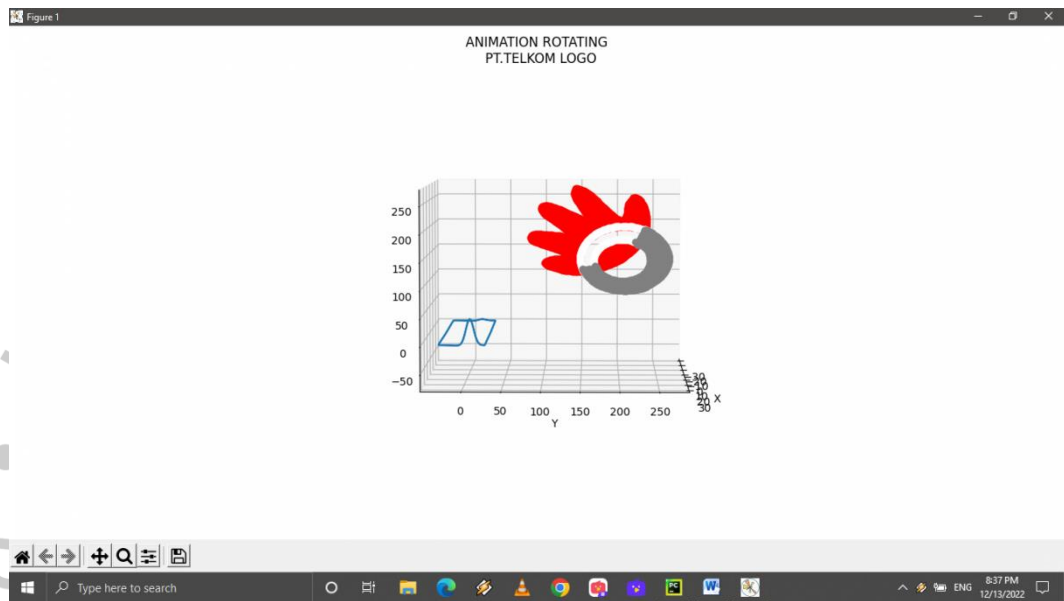 Figure 1
ANIMATION ROTATING
PT.TELKOM LOGO
250
200
150
100
50
0
−50
0 50 100 150 200 250
Y
X
30
Type here to search
PC
W
ENG
8:37 PM
12/13/2022